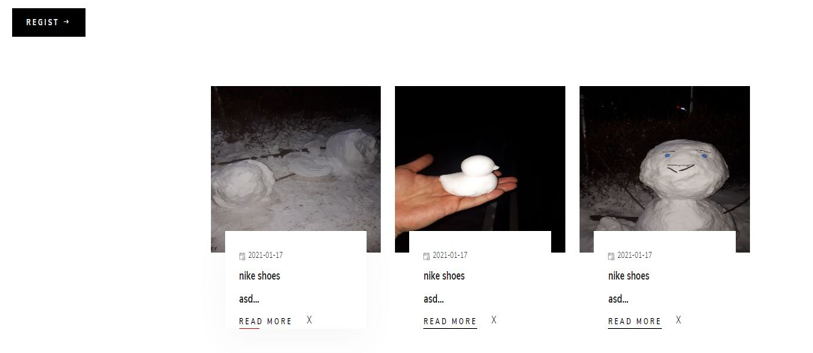 REGIST →
2021-01-17
nike shoes
asd...
READ MORE X
2021-01-17
nike shoes
asd...
READ MORE X
2021-01-17
nike shoes
asd...
READ MORE X